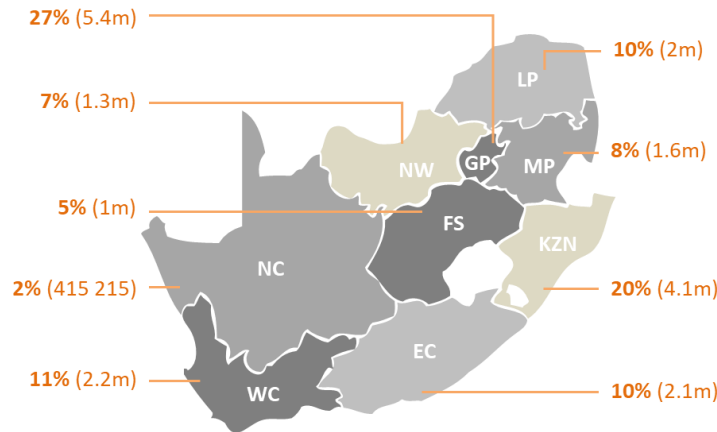 27% (5.4m)
10% (2m)
LP
7% (1.3m)
8% (1.6m)
NW
GP
MP
5% (1m)
FS
KZN
NC
2% (415 215)
20% (4.1m)
EC
11% (2.2m)
WC
10% (2.1m)